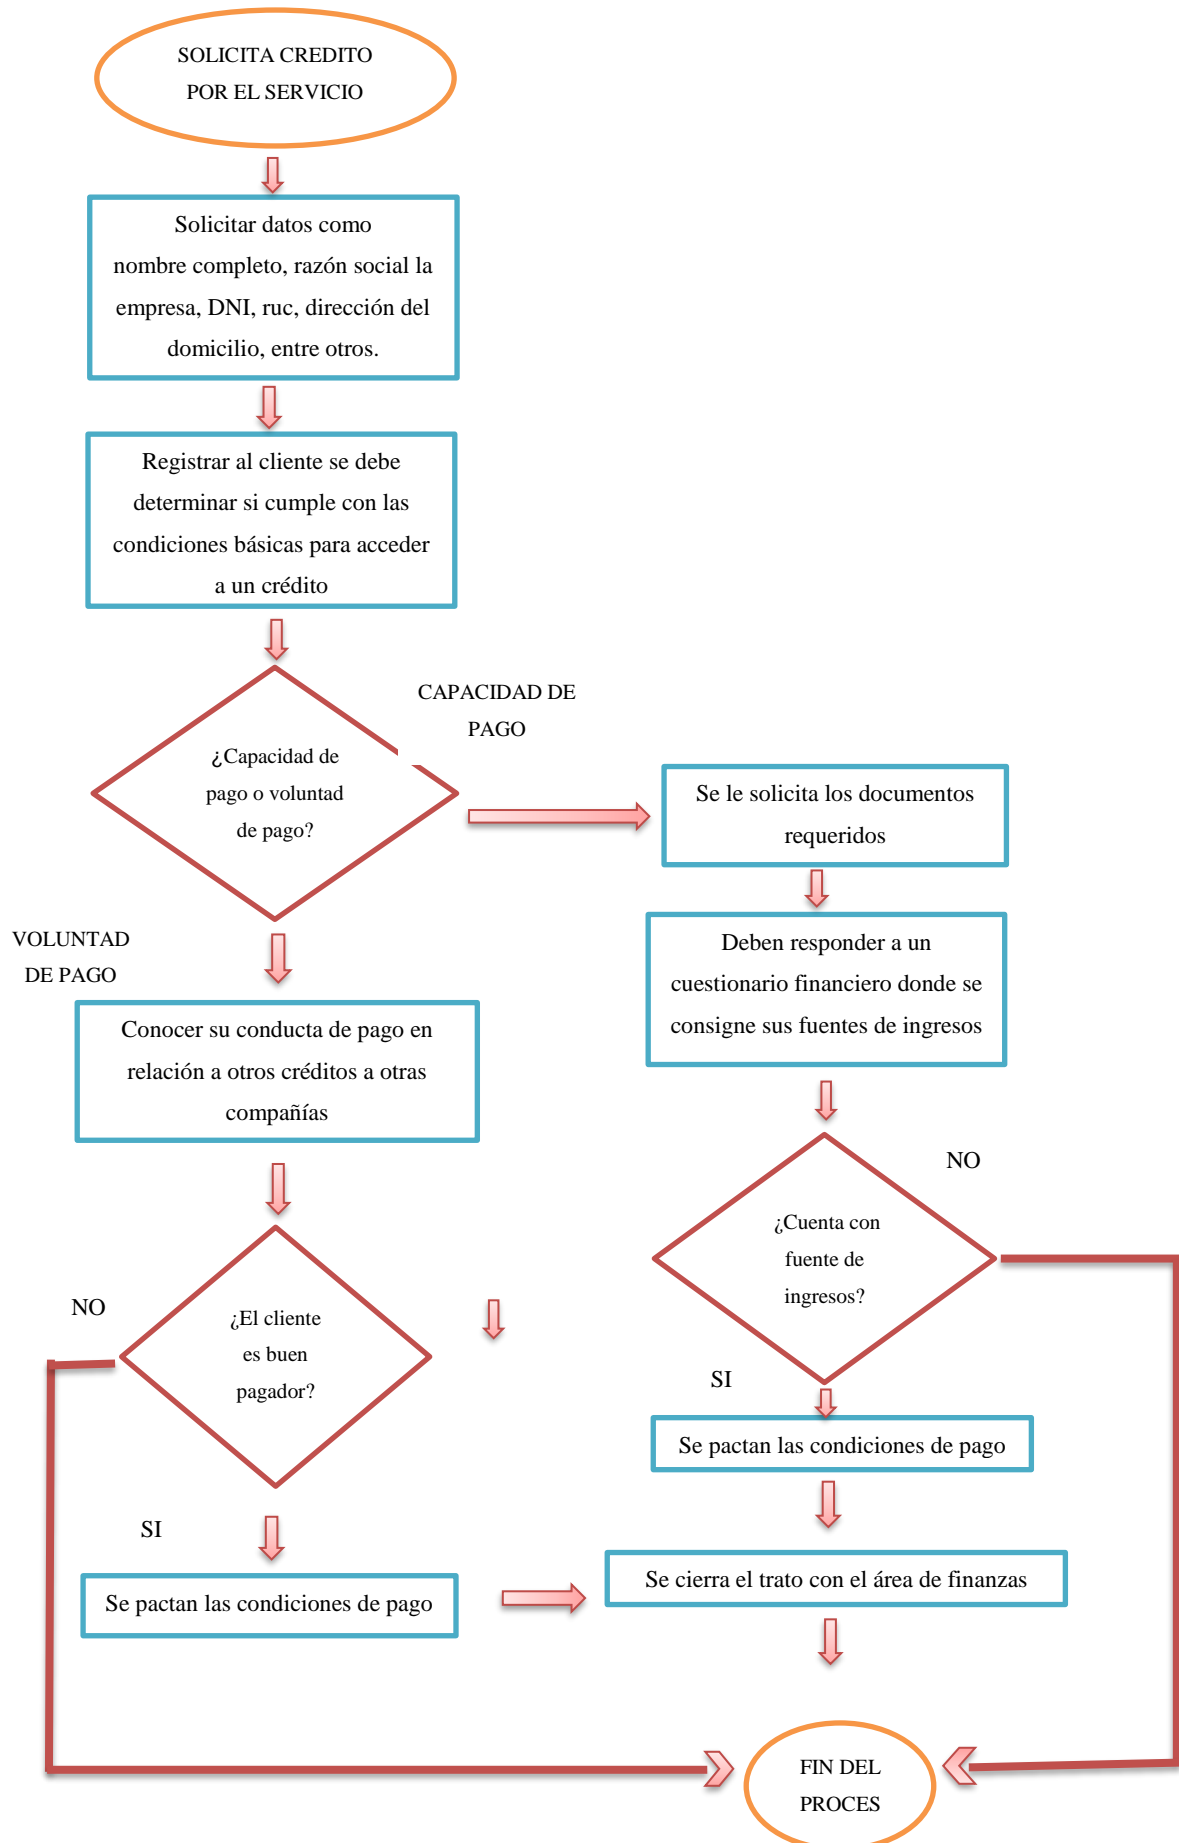 SOLICITA CREDITO
POR EL SERVICIO
Solicitar datos como
nombre completo, razón social la
empresa, DNI, ruc, dirección del
domicilio, entre otros.
Registrar al cliente se debe
determinar si cumple con las
condiciones básicas para acceder
a un crédito
¿Capacidad de
pago o voluntad
de pago?
CAPACIDAD DE
PAGO
Se le solicita los documentos
requeridos
Deben responder a un
cuestionario financiero donde se
consigne sus fuentes de ingresos
VOLUNTAD
DE PAGO
Conocer su conducta de pago en
relación a otros créditos a otras
compañías
¿Cuenta con
fuente de
ingresos?
NO
¿El cliente
es buen
pagador?
NO
SI
Se pactan las condiciones de pago
SI
Se pactan las condiciones de pago
Se cierra el trato con el área de finanzas
FIN DEL
PROCES